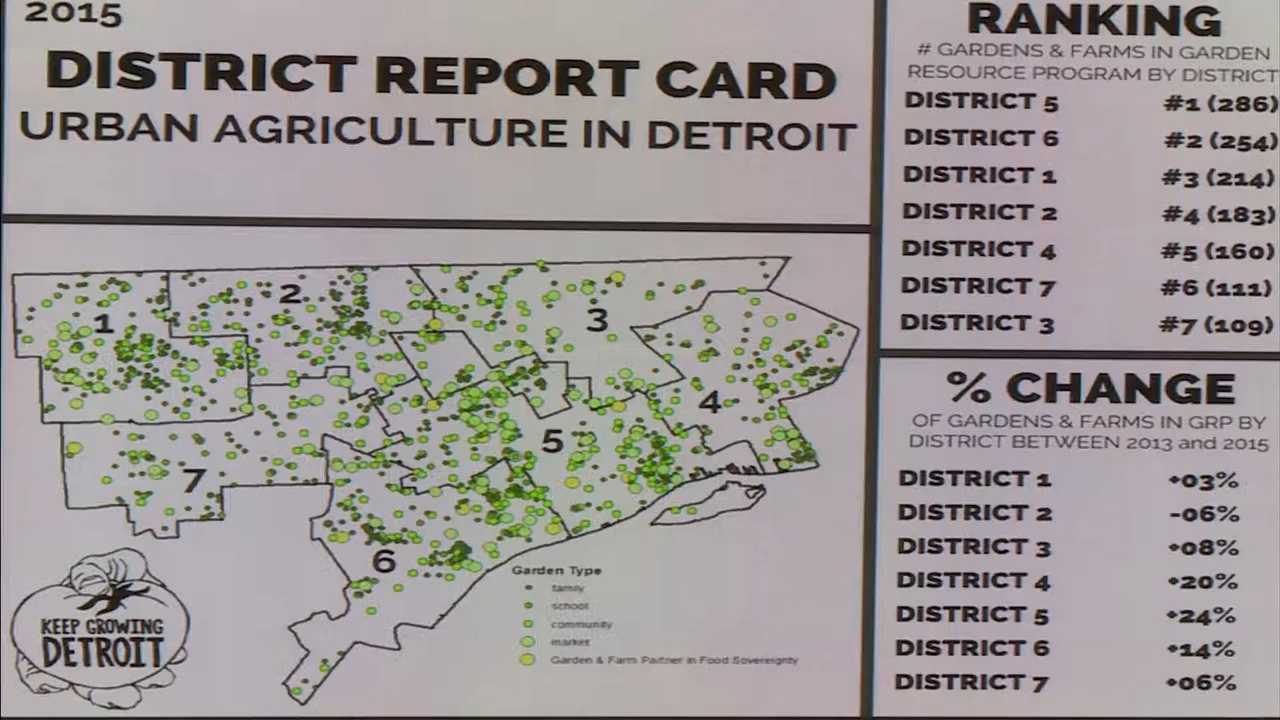 2015
DISTRICT REPORT CARD
URBAN AGRICULTURE IN DETROIT
1
2
3
4
5
6
7
KEEP GROWING
DETROIT
Garden Type
family
school
community
market
Garden & Farm Partner in Food Sovereignty
RANKING
# GARDENS & FARMS IN GARDEN
RESOURCE PROGRAM BY DISTRICT
DISTRICT 5 #1 (286)
DISTRICT 6 #2 (254)
DISTRICT 1 #3 (214)
DISTRICT 2 #4 (183)
DISTRICT 4 #5 (160)
DISTRICT 7 #6 (111)
DISTRICT 3 #7 (109)
% CHANGE
OF GARDENS & FARMS IN GRP BY
DISTRICT BETWEEN 2013 and 2015
DISTRICT 1 +03%
DISTRICT 2 -06%
DISTRICT 3 +08%
DISTRICT 4 +20%
DISTRICT 5 +24%
DISTRICT 6 +14%
DISTRICT 7 +06%